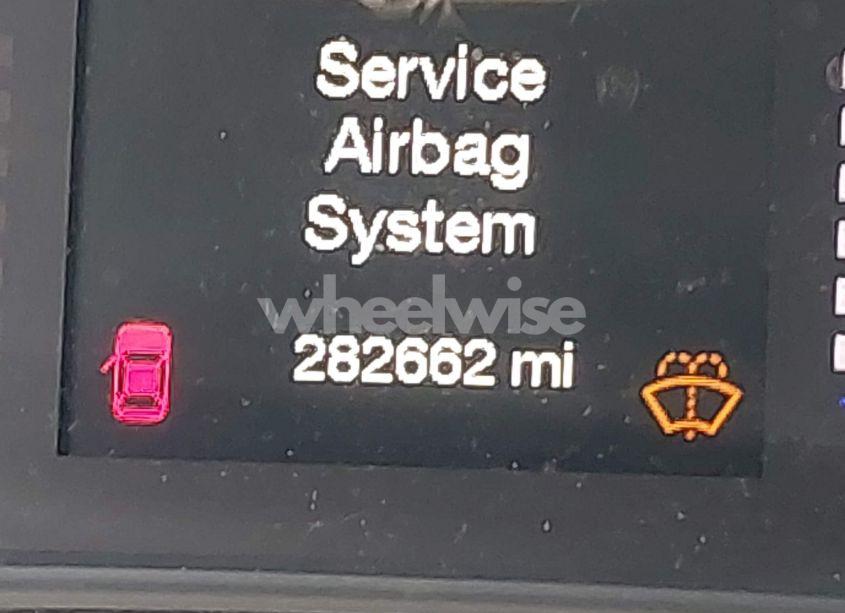 Service
Airbag
System
wheelwise
282662 mi